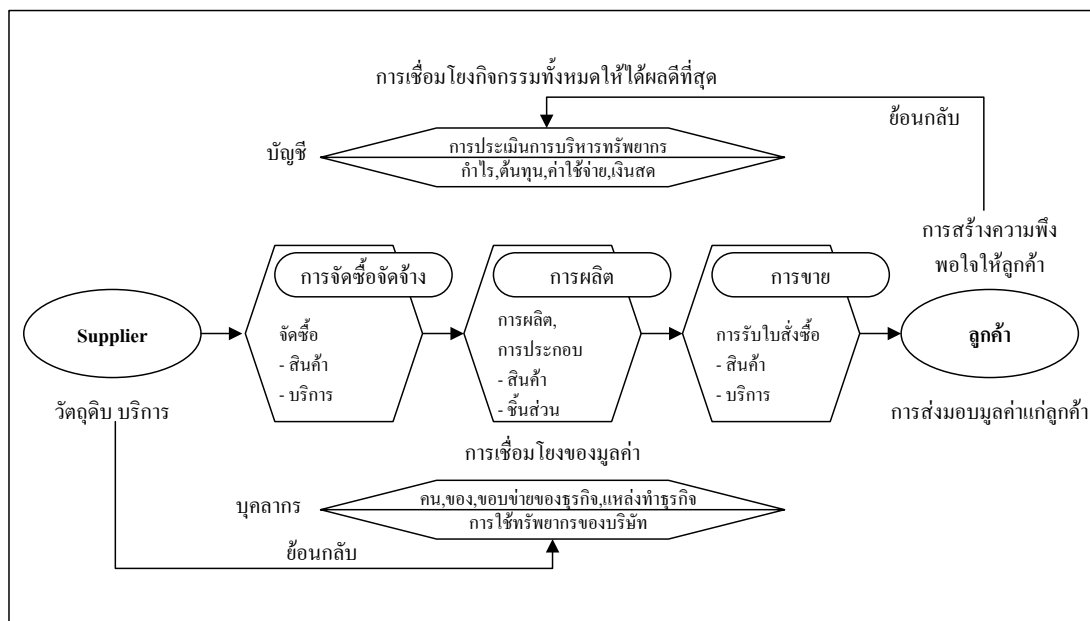 การเชื่อมโยงกิจกรรมทั้งหมดให้ได้ผลดีที่สุด
ย้อนกลับ
บัญชี
การประเมินการบริหารทรัพยากร
กำไร,ต้นทุน,ค่าใช้จ่าย,เงินสด
การสร้างความพึง
พอใจให้ลูกค้า
การจัดซื้อจัดจ้าง
การผลิต
การขาย
Supplier
จัดซื้อ
- สินค้า
- บริการ
การผลิต,
การประกอบ
- สินค้า
- ชิ้นส่วน
การรับใบสั่งซื้อ
- สินค้า
- บริการ
ลูกค้า
วัตถุดิบ บริการ
การส่งมอบมูลค่าแก่ลูกค้า
การเชื่อมโยงของมูลค่า
บุคลากร
คน,ของ,ขอบข่ายของธุรกิจ,แหล่งทำธุรกิจ
การใช้ทรัพยากรของบริษัท
ย้อนกลับ